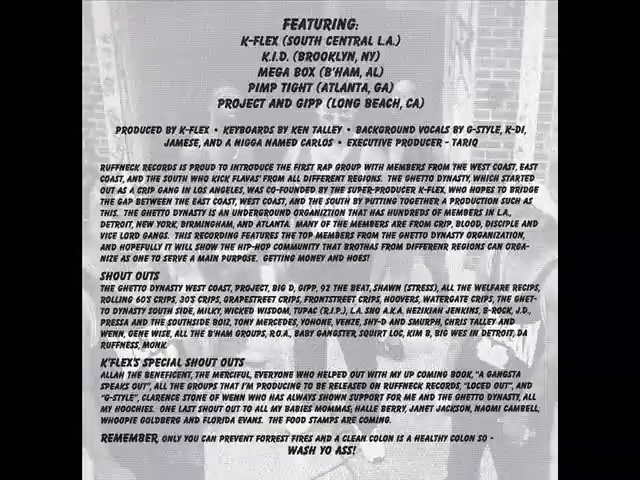 FEATURING:
K-FLEX (SOUTH CENTRAL L.A.)
K.I.D. (BROOKLYN, NY)
MEGA BOX (B'HAM, AL)
PIMP TIGHT (ATLANTA, GA)
PROJECT AND GIPP (LONG BEACH, CA)
PRODUCED BY K-FLEX • KEYBOARDS BY KEN TALLEY • BACKGROUND VOCALS BY G-STYLE, K-DI,
JAMESE, AND A NIGGA NAMED CARLOS • EXECUTIVE PRODUCER - TARIQ
RUFFNECK RECORDS IS PROUD TO INTRODUCE THE FIRST RAP GROUP WITH MEMBERS FROM THE WEST COAST, EAST
COAST, AND THE SOUTH WHO KICK FLAVAS' FROM ALL DIFFERENT REGIONS. THE GHETTO DYNASTY, WHICH STARTED
OUT AS A CRIP GANG IN LOS ANGELES, WAS CO-FOUNDED BY THE SUPER-PRODUCER K-FLEX, WHO HOPES TO BRIDGE
THE GAP BETWEEN THE EAST COAST, WEST COAST, AND THE SOUTH BY PUTTING TOGETHER A PRODUCTION SUCH AS
THIS. THE GHETTO DYNASTY IS AN UNDERGROUND ORGANIZTION THAT HAS HUNDREDS OF MEMBERS IN L.A.,
DETROIT, NEW YORK, BIRMINGHAM, AND ATLANTA. MANY OF THE MEMBERS ARE FROM CRIP, BLOOD, DISCIPLE AND
VICE LORD GANGS. THIS RECORDING FEATURES THE TOP MEMBERS FROM THE GHETTO DYNASTY ORGANIZATION,
AND HOPEFULLY IT WILL SHOW THE HIP-HOP COMMUNITY THAT BROTHAS FROM DIFFERENR REGIONS CAN ORGA-
NIZE AS ONE TO SERVE A MAIN PURPOSE. GETTING MONEY AND HOES!
SHOUT OUTS
THE GHETTO DYNASTY WEST COAST, PROJECT, BIG D, GIPP, 92 THE BEAT, SHAWN (STRESS), ALL THE WELFARE RECIPS,
ROLLING 60'S CRIPS, 30'S CRIPS, GRAPESTREET CRIPS, FRONTSTREET CRIPS, HOOVERS, WATERGATE CRIPS, THE GHET-
TO DYNASTY SOUTH SIDE, MILKY, WICKED WISDOM, TUPAC (R.I.P.), L.A. SNO A.K.A. HEZIKIAH JENKINS, B-ROCK, J.D.,
PRESSA AND THE SOUTHSIDE BOIZ, TONY MERCEDES, YOHONE, VENZE, SHY-D AND SMURPH, CHRIS TALLEY AND
WENN, GENE WISE, ALL THE B'HAM GROUPS, R.O.A., BABY GANGSTER, SQUIRT LOC, KIM B, BIG WES IN DETROIT, DA
RUFFNESS, MONK.
K'FLEX'S SPECIAL SHOUT OUTS
ALLAH THE BENEFICENT, THE MERCIFUL, EVERYONE WHO HELPED OUT WITH MY UP COMING BOOK, "A GANGSTA
SPEAKS OUT", ALL THE GROUPS THAT I'M PRODUCING TO BE RELEASED ON RUFFNECK RECORDS, "LOCED OUT", AND
"G-STYLE", CLARENCE STONE OF WENN WHO HAS ALWAYS SHOWN SUPPORT FOR ME AND THE GHETTO DYNASTY, ALL
MY HOOCHIES. ONE LAST SHOUT OUT TO ALL MY BABIES MOMMAS; HALLE BERRY, JANET JACKSON, NAOMI CAMBELL,
WHOOPIE GOLDBERG AND FLORIDA EVANS. THE FOOD STAMPS ARE COMING.
REMEMBER, ONLY YOU CAN PREVENT FORREST FIRES AND A CLEAN COLON IS A HEALTHY COLON SO -
WASH YO ASS!